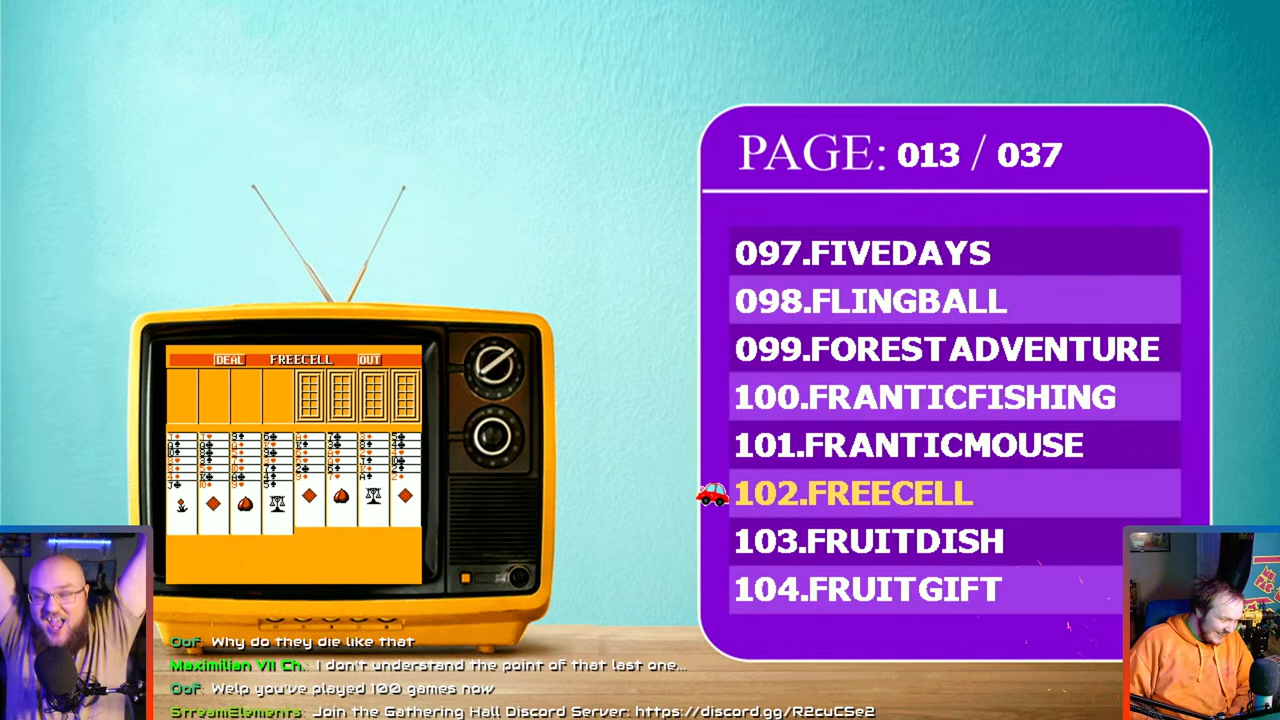 PAGE: 013 / 037
097.FIVEDAYS
098.FLINGBALL
099.FORESTADVENTURE
100.FRANTICFISHING
101.FRANTICMOUSE
102.FREECELL
103.FRUITDISH
104.FRUITGIFT
DEAL FREECELL OUT
Oof: Why do they die like that
Maximilian VII Ch.: I don't understand the point of that last one...
Oof: Welp you've played 100 games now
StreamElements: Join the Gathering Hall Discord Server: https://discord.gg/R2cuCSe2